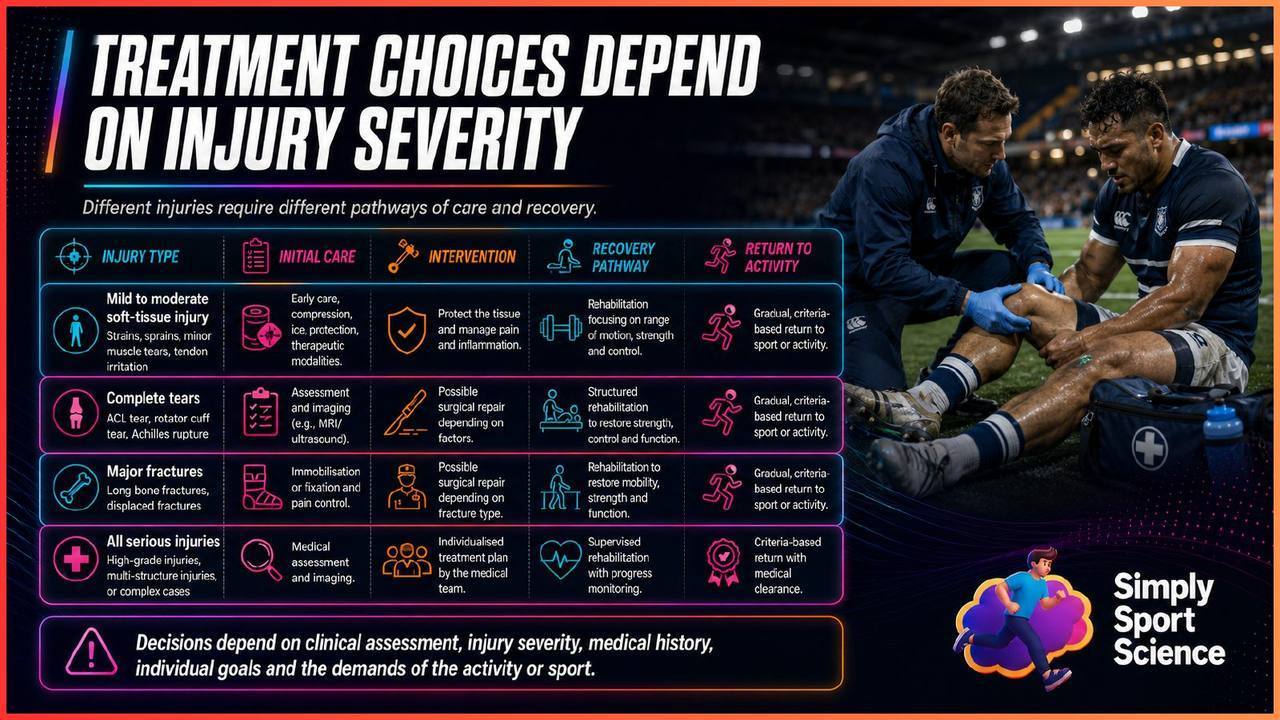 TREATMENT CHOICES DEPEND
ON INJURY SEVERITY
Different injuries require different pathways of care and recovery.
INJURY TYPE
INITIAL CARE
INTERVENTION
RECOVERY
PATHWAY
RETURN TO
ACTIVITY
Mild to moderate
soft-tissue injury
Strains, sprains, minor
muscle tears, tendon
irritation
Early care,
compression,
ice, protection,
therapeutic
modalities.
Protect the tissue
and manage pain
and inflammation.
Rehabilitation
focusing on range
of motion, strength
and control.
Gradual, criteria-
based return to
sport or activity.
Complete tears
ACL tear, rotator cuff
tear, Achilles rupture
Assessment
and imaging
(e.g., MRI/
ultrasound).
Possible
surgical repair
depending on
factors.
Structured
rehabilitation
to restore strength,
control and function.
Gradual, criteria-
based return to
sport or activity.
Major fractures
Long bone fractures,
displaced fractures
Immobilisation
or fixation and
pain control.
Possible
surgical repair
depending on
fracture type.
Rehabilitation to
restore mobility,
strength and
function.
Gradual, criteria-
based return to
sport or activity.
All serious injuries
High-grade injuries,
multi-structure injuries,
or complex cases
Medical
assessment
and imaging.
Individualised
treatment plan
by the medical
team.
Supervised
rehabilitation
with progress
monitoring.
Criteria-based
return with
medical
clearance.
Decisions depend on clinical assessment, injury severity, medical history,
individual goals and the demands of the activity or sport.
Simply
Sport
Science